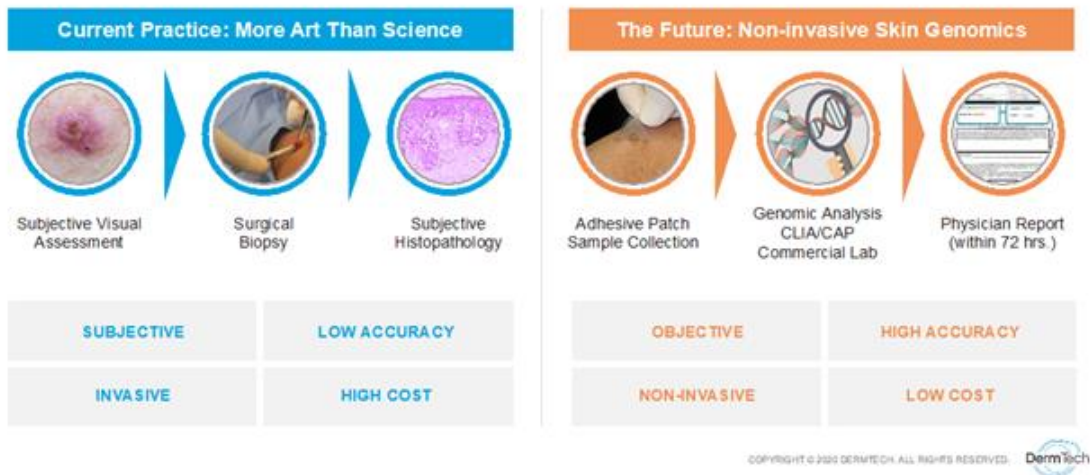 Current Practice: More Art Than Science
Subjective Visual
Assessment
Surgical
Biopsy
Subjective
Histopathology
SUBJECTIVE
LOW ACCURACY
INVASIVE
HIGH COST
The Future: Non-invasive Skin Genomics
Adhesive Patch
Sample Collection
Genomic Analysis
CLIA/CAP
Commercial Lab
Physician Report
(within 72 hrs.)
OBJECTIVE
HIGH ACCURACY
NON-INVASIVE
LOW COST
COPYRIGHT © 2020 DERMTECH. ALL RIGHTS RESERVED.
DermTech